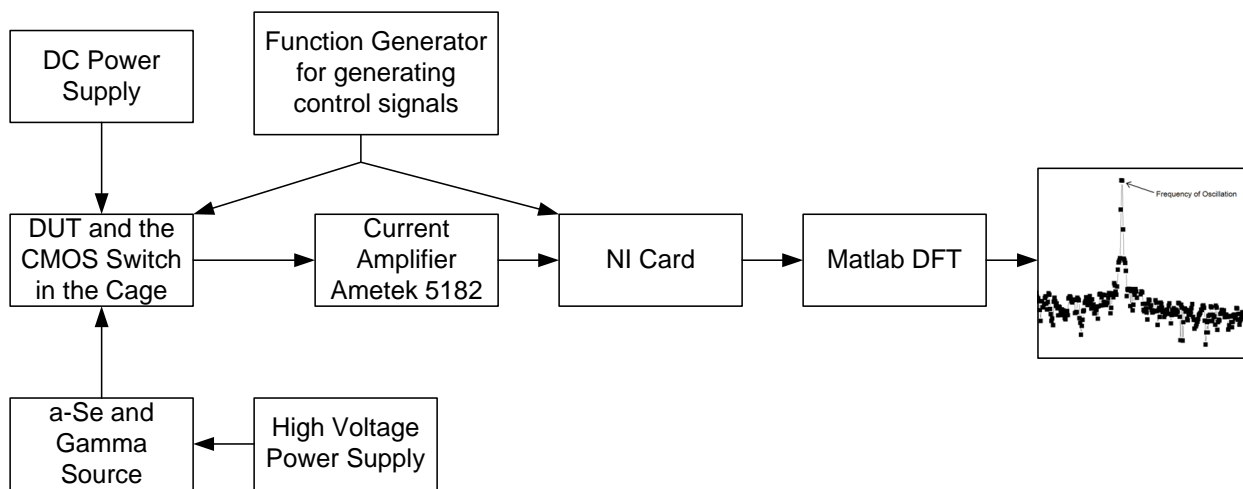 DC Power
Supply
Function Generator
for generating
control signals
DUT and the
CMOS Switch
in the Cage
Current
Amplifier
Ametek 5182
NI Card
Matlab DFT
Frequency of Oscillation
a-Se and
Gamma
Source
High Voltage
Power Supply